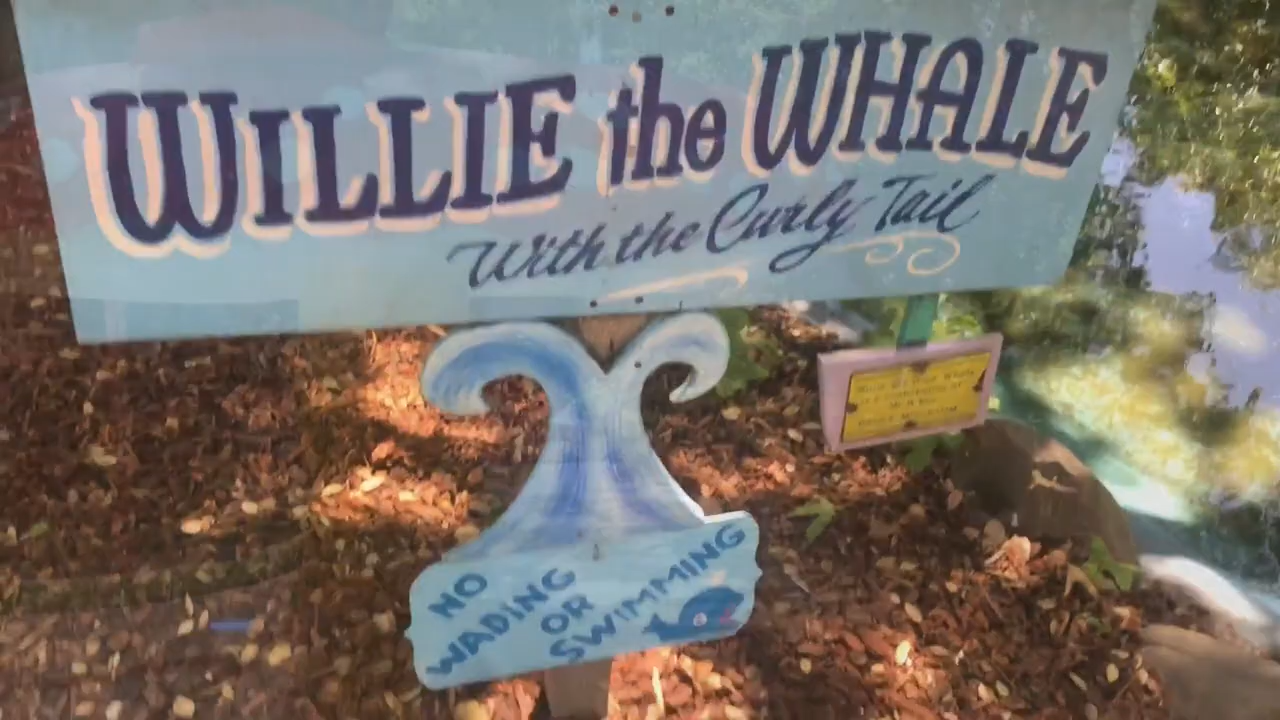 WILLIE the WHALE
With the Curly Tail
NO
WADING
OR
SWIMMING